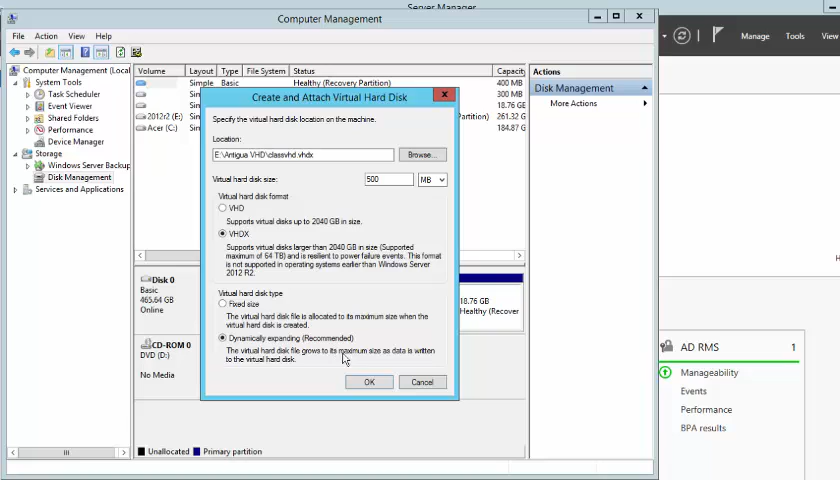 Server Manager
Computer Management
File Action View Help
Manage Tools View
Computer Management (Local
System Tools
Task Scheduler
Event Viewer
Shared Folders
Performance
Device Manager
Storage
Windows Server Backup
Disk Management
Services and Applications
Volume Layout Type File System Status Capacity
Simple Basic Healthy (Recovery Partition) 400 MB
300 MB
18.76 GB
2012r2 (E:) Partition) 261.32 G
Acer (C:) 184.87 G
Actions
Disk Management
More Actions
Create and Attach Virtual Hard Disk
Specify the virtual hard disk location on the machine.
Location:
E:\Antigua VHD\classvhd.vhdx
Browse...
Virtual hard disk size: 500 MB
Virtual hard disk format
VHD
Supports virtual disks up to 2040 GB in size.
VHDX
Supports virtual disks larger than 2040 GB in size (Supported
maximum of 64 TB) and is resilient to power failure events. This format
is not supported in operating systems earlier than Windows Server
2012 R2.
Virtual hard disk type
Fixed size
The virtual hard disk file is allocated to its maximum size when the
virtual hard disk is created.
Dynamically expanding (Recommended)
The virtual hard disk file grows to its maximum size as data is written
to the virtual hard disk.
OK Cancel
Disk 0
Basic
465.64 GB
Online
18.76 GB
Healthy (Recover
CD-ROM 0
DVD (D:)
No Media
Unallocated Primary partition
AD RMS 1
Manageability
Events
Performance
BPA results